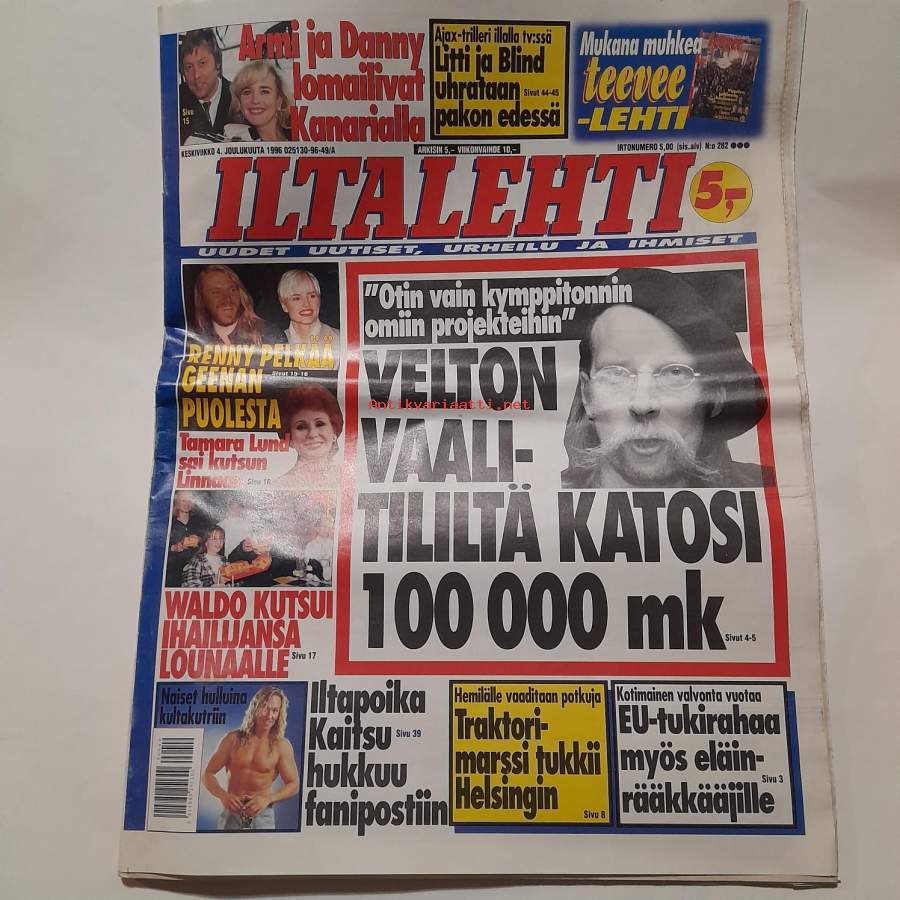 Armi ja Danny
lomailivat
Kanarialla
Sivu
15
Ajax-trilleri illalla tv:ssä
Litti ja Blind
uhrataan Sivut 44-45
pakon edessä
Mukana muhkea
teevee
-LEHTI
KESKIVIIKKO 4. JOULUKUUTA 1996 025130-96-49/A
ARKISIN 5,- VIIKONVAIHDE 10,-
IRTONUMERO 5,00 (sis.alv) N:o 282
ILTALEHTI
5,-
UUDET UUTISET, URHEILU JA IHMISET
RENNY PELKÄÄ
GEENAN
PUOLESTA
Tamara Lund
sai kutsun
Linnaan Sivu 16
WALDO KUTSUI
IHAILIJANSA
LOUNAALLE Sivu 17
"Otin vain kymppitonnin
omiin projekteihin"
VELTON
VAALI-
TILILTÄ KATOSI
100 000 mk
Sivut 4-5
Antikvariaatti.net
Naiset hulluina
kultakutriin
Iltapoika
Kaitsu Sivu 39
hukkuu
fanipostiin
Hemilälle vaaditaan potkuja
Traktori-
marssi tukkii
Helsingin
Sivu 8
Kotimainen valvonta vuotaa
EU-tukirahaa
myös eläin-
Sivu 3
rääkkääjille